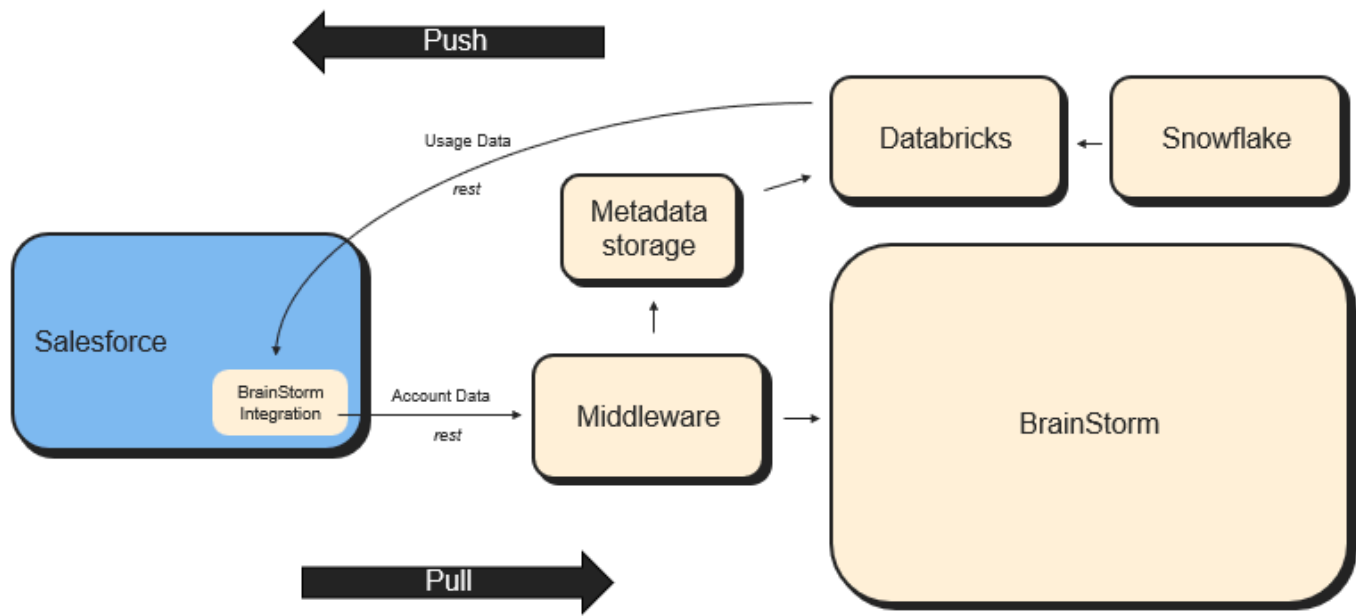 Push
Databricks
Snowflake
Usage Data
rest
Metadata
storage
Salesforce
BrainStorm
Integration
Account Data
rest
Middleware
BrainStorm
Pull